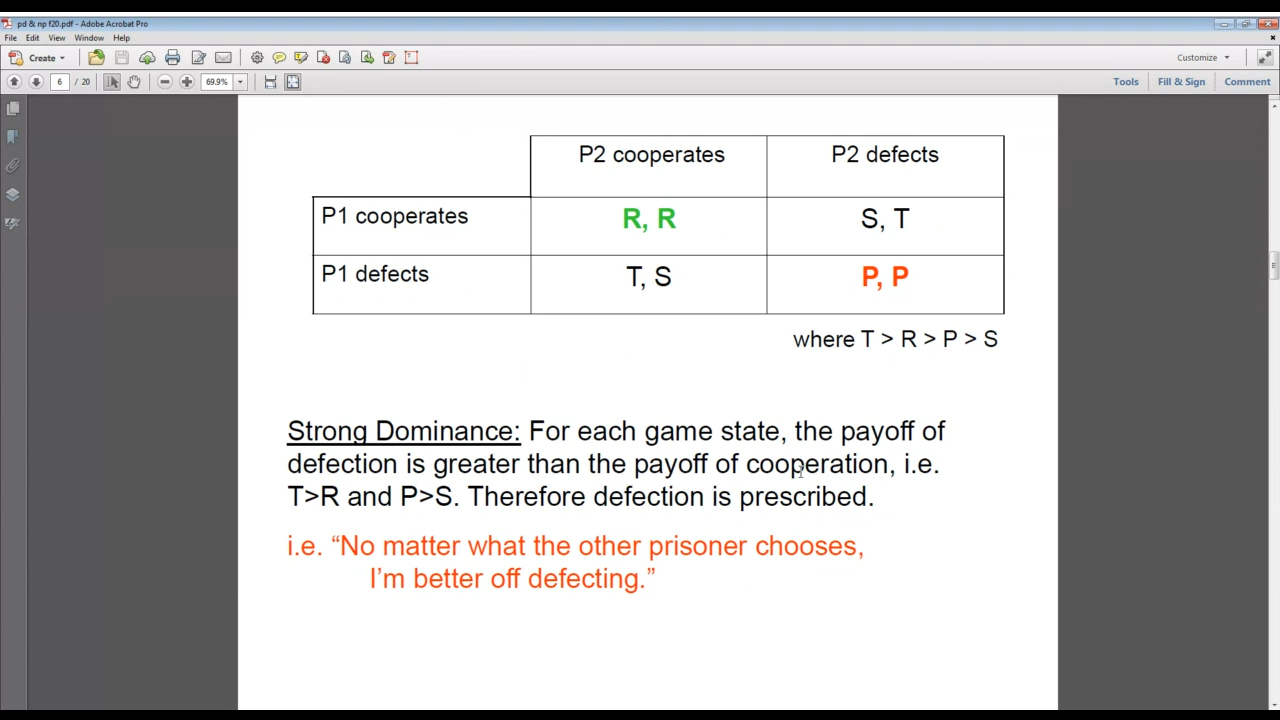 pd & np f20.pdf - Adobe Acrobat Pro
File Edit View Window Help
Create
Customize
6 / 20
69.9%
Tools Fill & Sign Comment
P2 cooperates P2 defects
P1 cooperates R, R S, T
P1 defects T, S P, P
where T > R > P > S
Strong Dominance: For each game state, the payoff of
defection is greater than the payoff of cooperation, i.e.
T>R and P>S. Therefore defection is prescribed.
i.e. “No matter what the other prisoner chooses,
I’m better off defecting.”